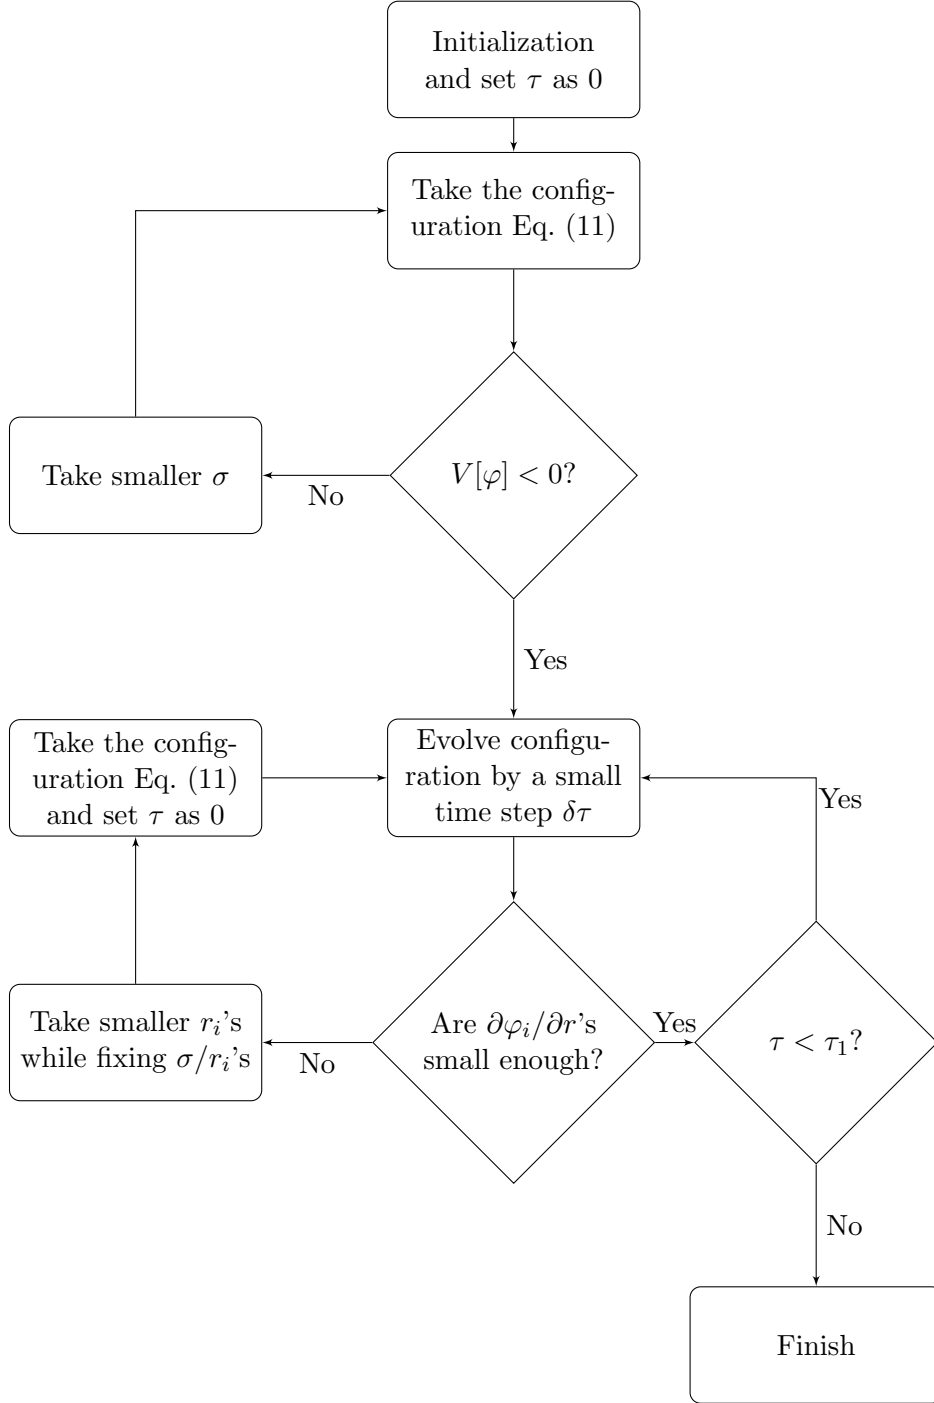 Initialization
and set τ as 0
Take the config-
uration Eq. (11)
V[φ] < 0?
No
Take smaller σ
Yes
Take the config-
uration Eq. (11)
and set τ as 0
Evolve configu-
ration by a small
time step δτ
Yes
Take smaller rᵢ's
while fixing σ/rᵢ's
No
Are ∂φᵢ/∂r's
small enough?
Yes
τ < τ₁?
No
Finish